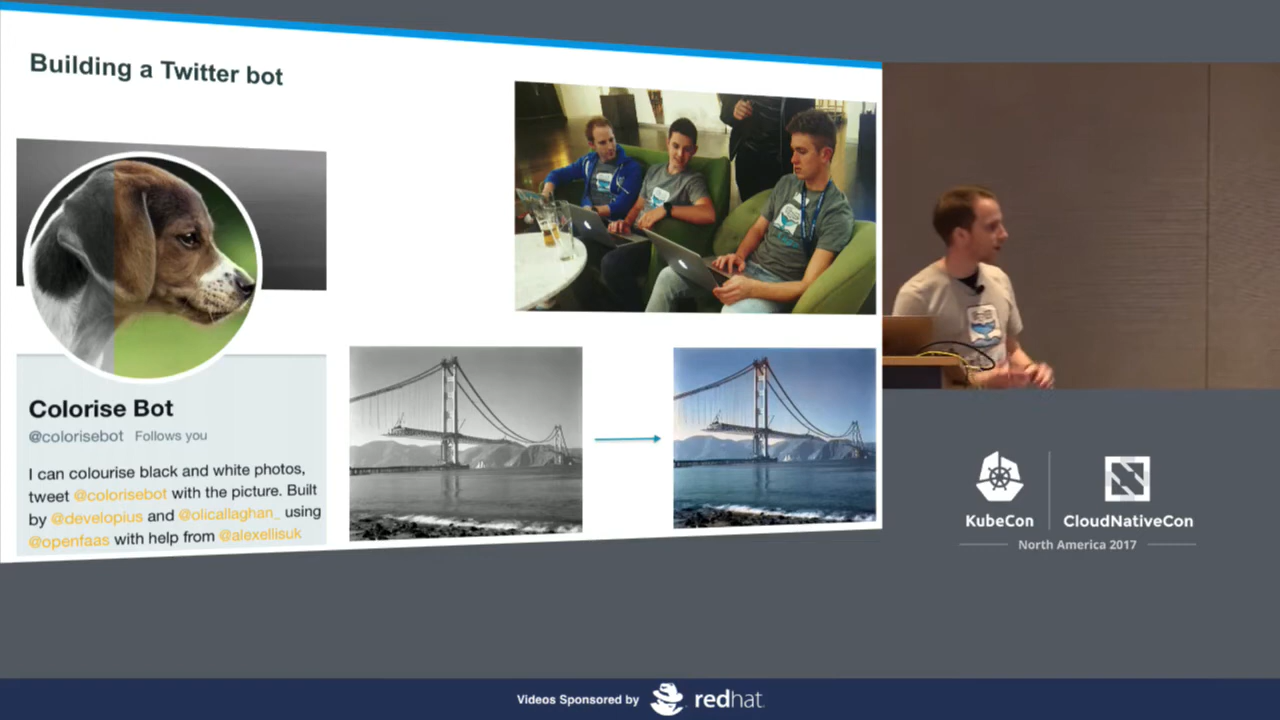 Building a Twitter bot
Colorise Bot
@colorisebot Follows you
I can colourise black and white photos,
tweet @colorisebot with the picture. Built
by @developius and @olicallaghan_ using
@openfaas with help from @alexellisuk
KubeCon
CloudNativeCon
North America 2017
Videos Sponsored by
redhat